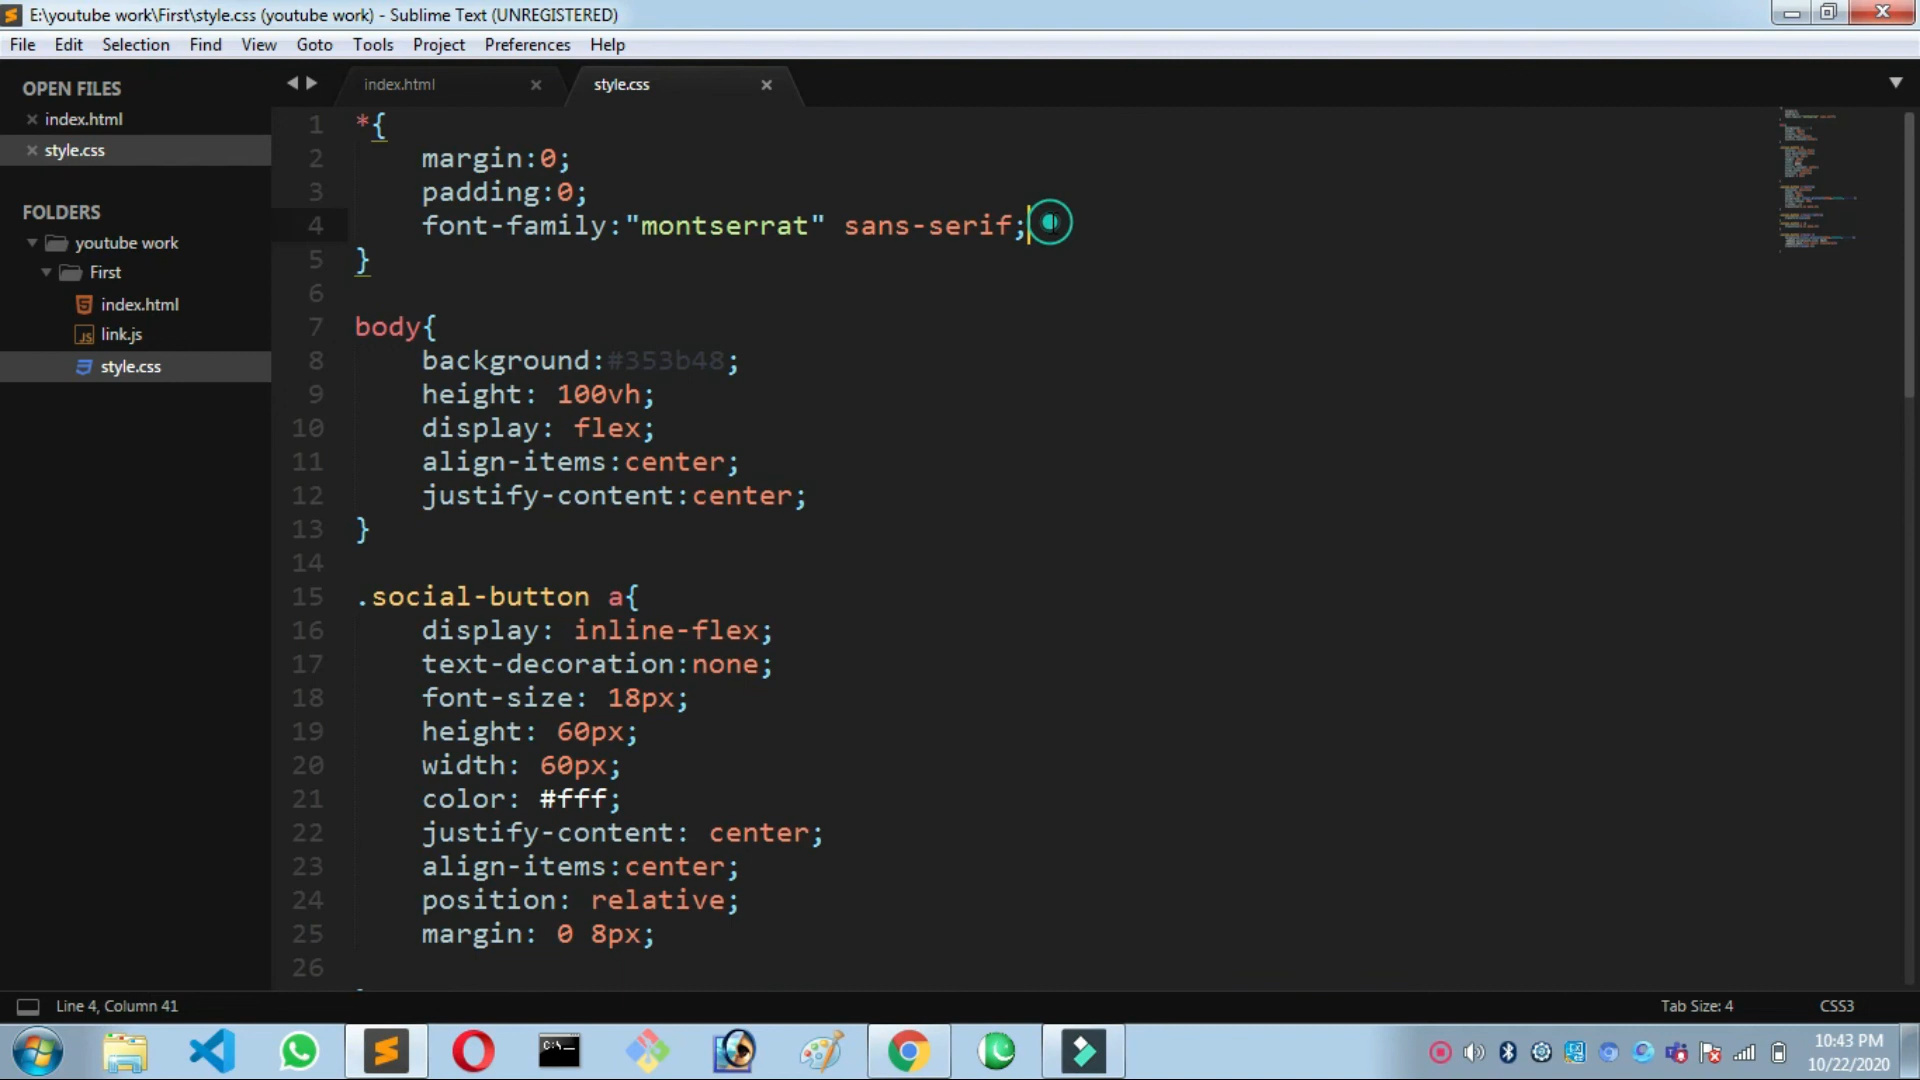 E:\youtube work\First\style.css (youtube work) - Sublime Text (UNREGISTERED)
File Edit Selection Find View Goto Tools Project Preferences Help
OPEN FILES
index.html
style.css
FOLDERS
youtube work
First
index.html
link.js
style.css
index.html
style.css
1 *{
2 margin:0;
3 padding:0;
4 font-family:"montserrat" sans-serif;
5 }
6
7 body{
8 background:#353b48;
9 height: 100vh;
10 display: flex;
11 align-items:center;
12 justify-content:center;
13 }
14
15 .social-button a{
16 display: inline-flex;
17 text-decoration:none;
18 font-size: 18px;
19 height: 60px;
20 width: 60px;
21 color: #fff;
22 justify-content: center;
23 align-items:center;
24 position: relative;
25 margin: 0 8px;
26
Line 4, Column 41
Tab Size: 4
CSS3
10:43 PM
10/22/2020